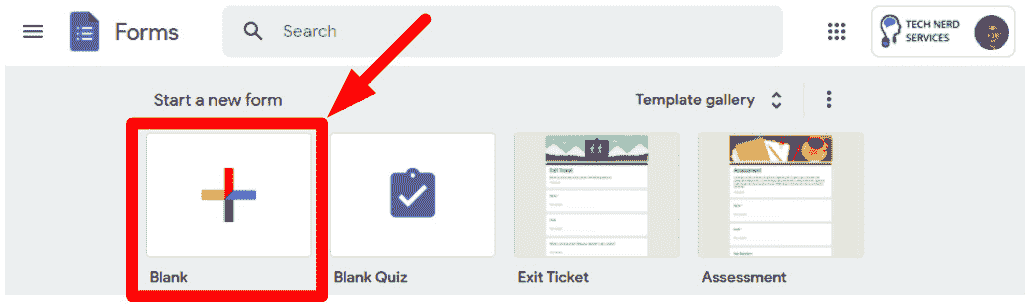 Forms
Search
TECH NERD
SERVICES
Start a new form
Template gallery
Exit Ticket
Assessment
Blank
Blank Quiz
Exit Ticket
Assessment